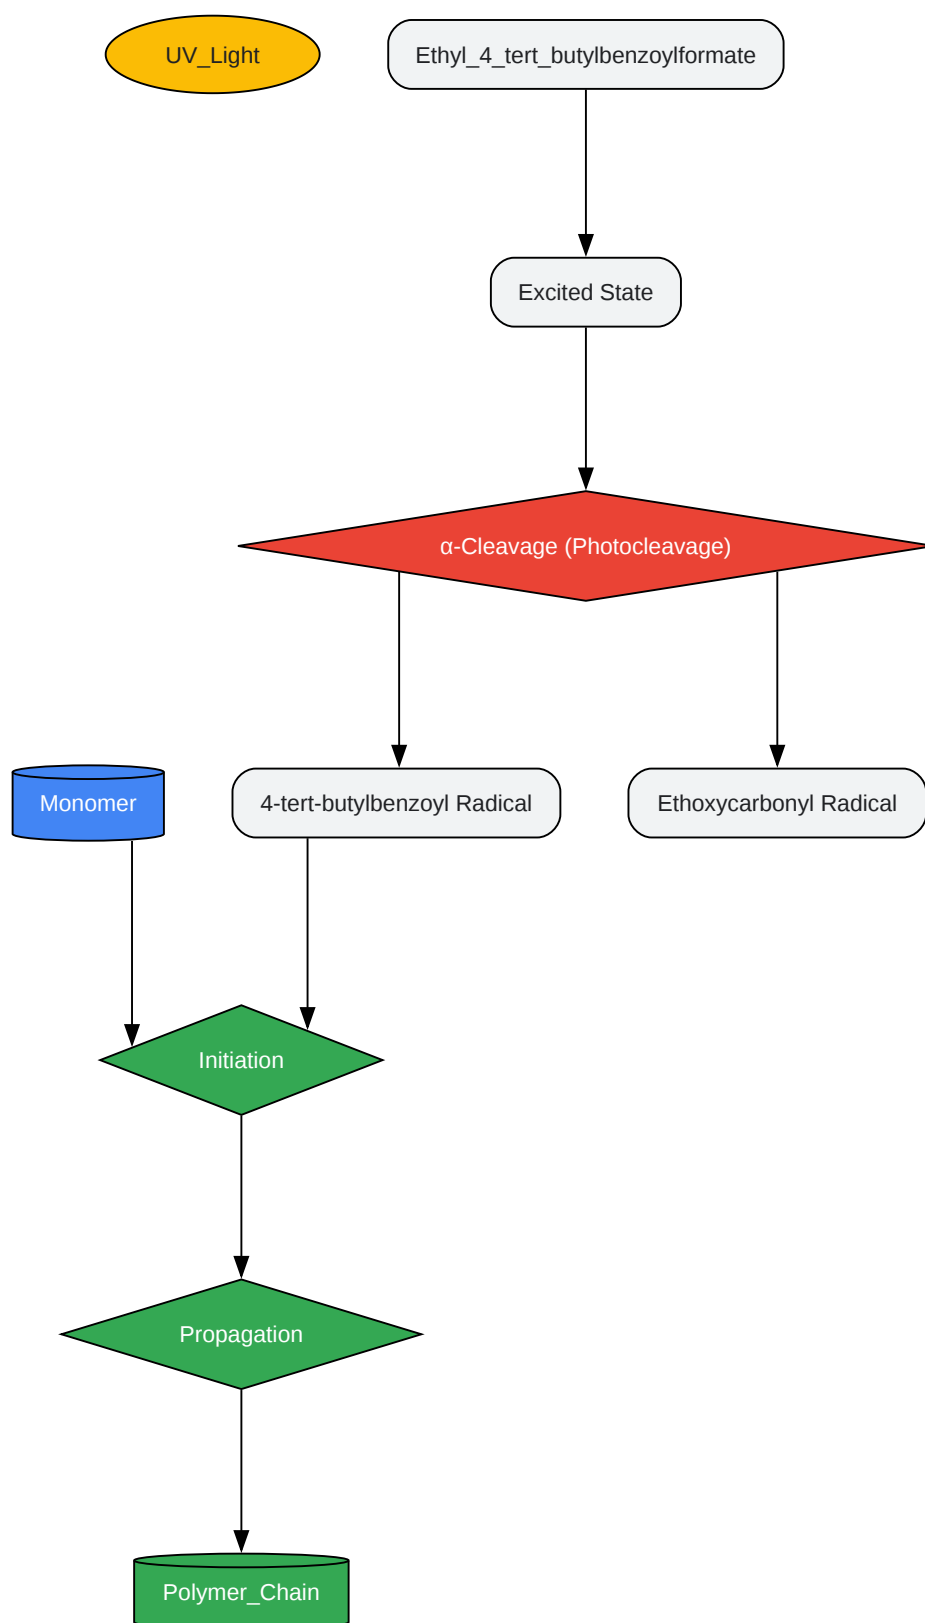 UV_Light
Ethyl_4_tert_butylbenzoylformate
Excited State
α-Cleavage (Photocleavage)
Monomer
4-tert-butylbenzoyl Radical
Ethoxycarbonyl Radical
Initiation
Propagation
Polymer_Chain